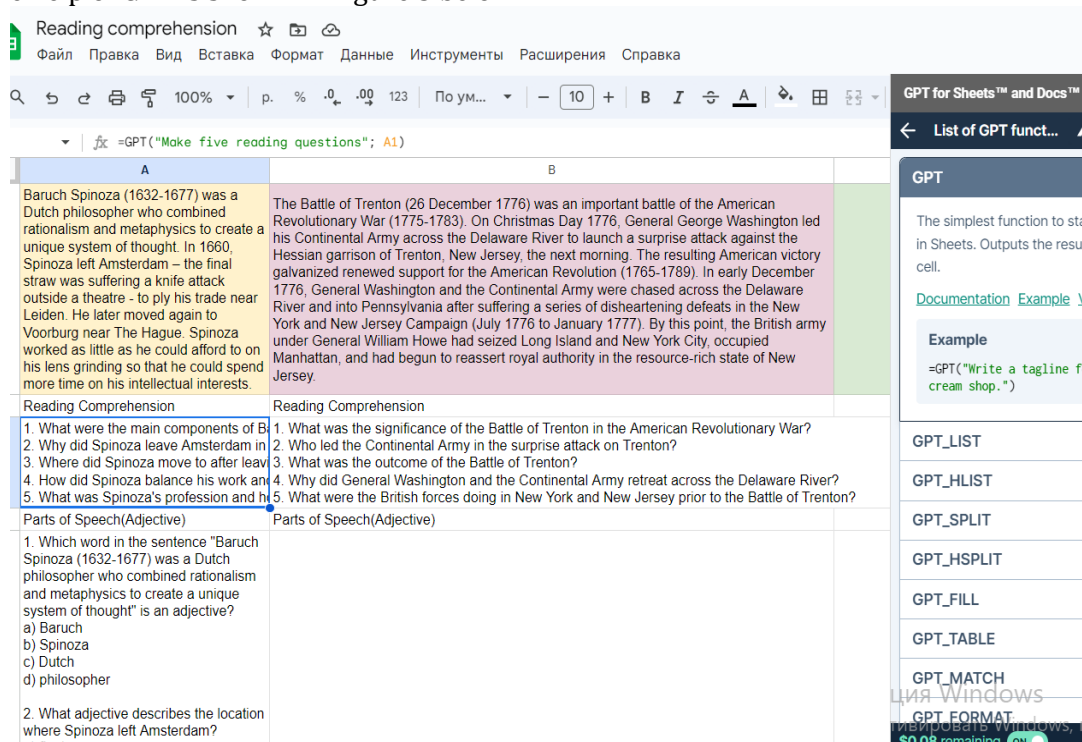 Reading comprehension
Файл Правка Вид Вставка Формат Данные Инструменты Расширения Справка
100% р. % .0 .00 123 По ум... − 10 + B I A
GPT for Sheets™ and Docs™
List of GPT funct...
fx =GPT("Make five reading questions"; A1)
A B
Baruch Spinoza (1632-1677) was a
Dutch philosopher who combined
rationalism and metaphysics to create a
unique system of thought. In 1660,
Spinoza left Amsterdam – the final
straw was suffering a knife attack
outside a theatre - to ply his trade near
Leiden. He later moved again to
Voorburg near The Hague. Spinoza
worked as little as he could afford to on
his lens grinding so that he could spend
more time on his intellectual interests.
The Battle of Trenton (26 December 1776) was an important battle of the American
Revolutionary War (1775-1783). On Christmas Day 1776, General George Washington led
his Continental Army across the Delaware River to launch a surprise attack against the
Hessian garrison of Trenton, New Jersey, the next morning. The resulting American victory
galvanized renewed support for the American Revolution (1765-1789). In early December
1776, General Washington and the Continental Army were chased across the Delaware
River and into Pennsylvania after suffering a series of disheartening defeats in the New
York and New Jersey Campaign (July 1776 to January 1777). By this point, the British army
under General William Howe had seized Long Island and New York City, occupied
Manhattan, and had begun to reassert royal authority in the resource-rich state of New
Jersey.
Reading Comprehension
Reading Comprehension
1. What were the main components of
2. Why did Spinoza leave Amsterdam in
3. Where did Spinoza move to after
4. How did Spinoza balance his work
5. What was Spinoza's profession and
1. What was the significance of the Battle of Trenton in the American Revolutionary War?
2. Who led the Continental Army in the surprise attack on Trenton?
3. What was the outcome of the Battle of Trenton?
4. Why did General Washington and the Continental Army retreat across the Delaware River?
5. What were the British forces doing in New York and New Jersey prior to the Battle of Trenton?
Parts of Speech(Adjective)
Parts of Speech(Adjective)
1. Which word in the sentence "Baruch
Spinoza (1632-1677) was a Dutch
philosopher who combined rationalism
and metaphysics to create a unique
system of thought" is an adjective?
a) Baruch
b) Spinoza
c) Dutch
d) philosopher
2. What adjective describes the location
where Spinoza left Amsterdam?
GPT
The simplest function to
in Sheets. Outputs the
cell.
Documentation Example
Example
=GPT("Write a tagline
cream shop.")
GPT_LIST
GPT_HLIST
GPT_SPLIT
GPT_HSPLIT
GPT_FILL
GPT_TABLE
GPT_MATCH
Windows
GPT_FORMAT
Windows,
$0.08 remaining ON